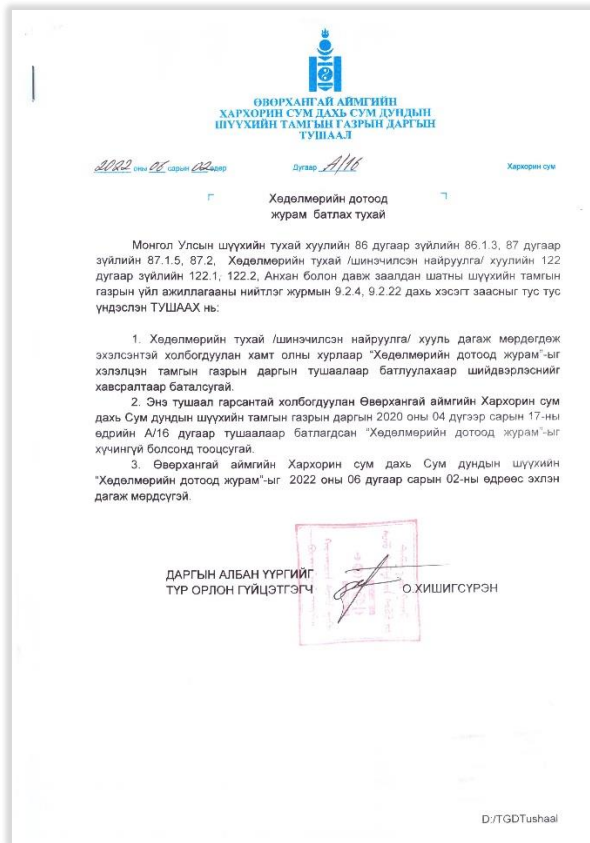 ӨВӨРХАНГАЙ АЙМГИЙН
ХАРХОРИН СУМ ДАХЬ СУМ ДУНДЫН
ШҮҮХИЙН ТАМГЫН ГАЗРЫН ДАРГЫН
ТУШААЛ
2022 оны 06 сарын 02 өдөр Дугаар А/16 Хархорин сум
Хөдөлмөрийн дотоод
журам батлах тухай
Монгол Улсын шүүхийн тухай хуулийн 86 дугаар зүйлийн 86.1.3, 87 дугаар
зүйлийн 87.1.5, 87.2, Хөдөлмөрийн тухай /шинэчилсэн найруулга/ хуулийн 122
дугаар зүйлийн 122.1, 122.2, Анхан болон давж заалдан шатны шүүхийн тамгын
газрын үйл ажиллагааны нийтлэг журмын 9.2.4, 9.2.22 дахь хэсэгт заасныг тус тус
үндэслэн ТУШААХ нь:
1. Хөдөлмөрийн тухай /шинэчилсэн найруулга/ хууль дагаж мөрдөгдөж
эхэлсэнтэй холбогдуулан хамт олны хурлаар “Хөдөлмөрийн дотоод журам”-ыг
хэлэлцэн тамгын газрын даргын тушаалаар батлуулахаар шийдвэрлэснийг
хавсралтаар баталсугай.
2. Энэ тушаал гарсантай холбогдуулан Өвөрхангай аймгийн Хархорин сум
дахь Сум дундын шүүхийн тамгын газрын даргын 2020 оны 04 дүгээр сарын 17-ны
өдрийн А/16 дугаар тушаалаар батлагдсан “Хөдөлмөрийн дотоод журам”-ыг
хүчингүй болсонд тооцсугай.
3. Өвөрхангай аймгийн Хархорин сум дахь Сум дундын шүүхийн
“Хөдөлмөрийн дотоод журам”-ыг 2022 оны 06 дугаар сарын 02-ны өдрөөс эхлэн
дагаж мөрдсүгэй.
ДАРГЫН АЛБАН ҮҮРГИЙГ
ТҮР ОРЛОН ГҮЙЦЭТГЭГЧ О.ХИШИГСҮРЭН
D:/TGDTushaal